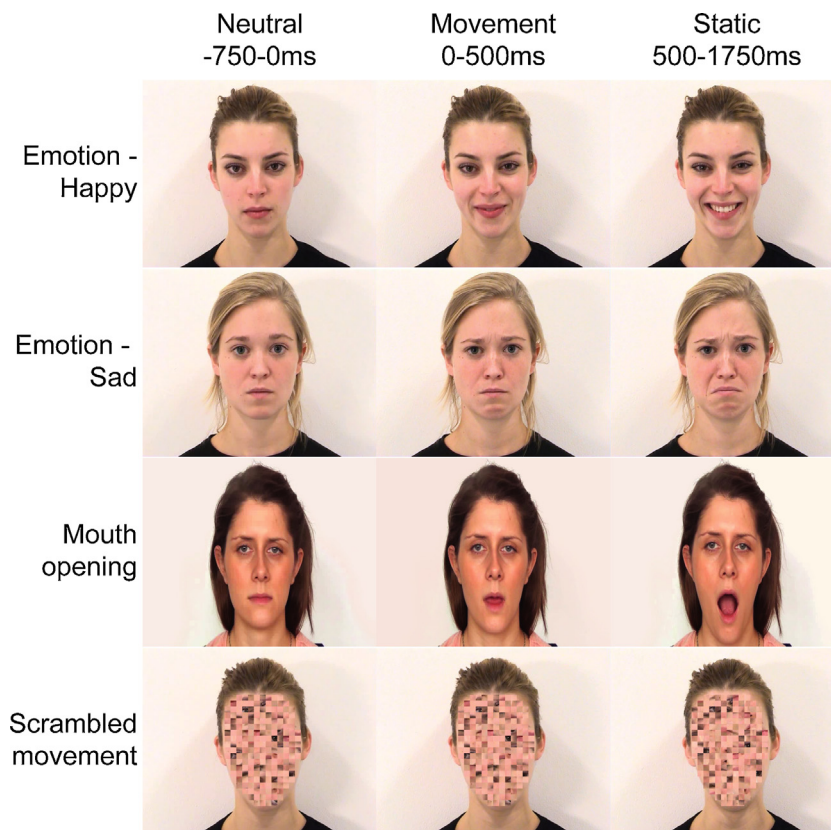 Neutral
-750-0ms
Movement
0-500ms
Static
500-1750ms
Emotion -
Happy
Emotion -
Sad
Mouth
opening
Scrambled
movement